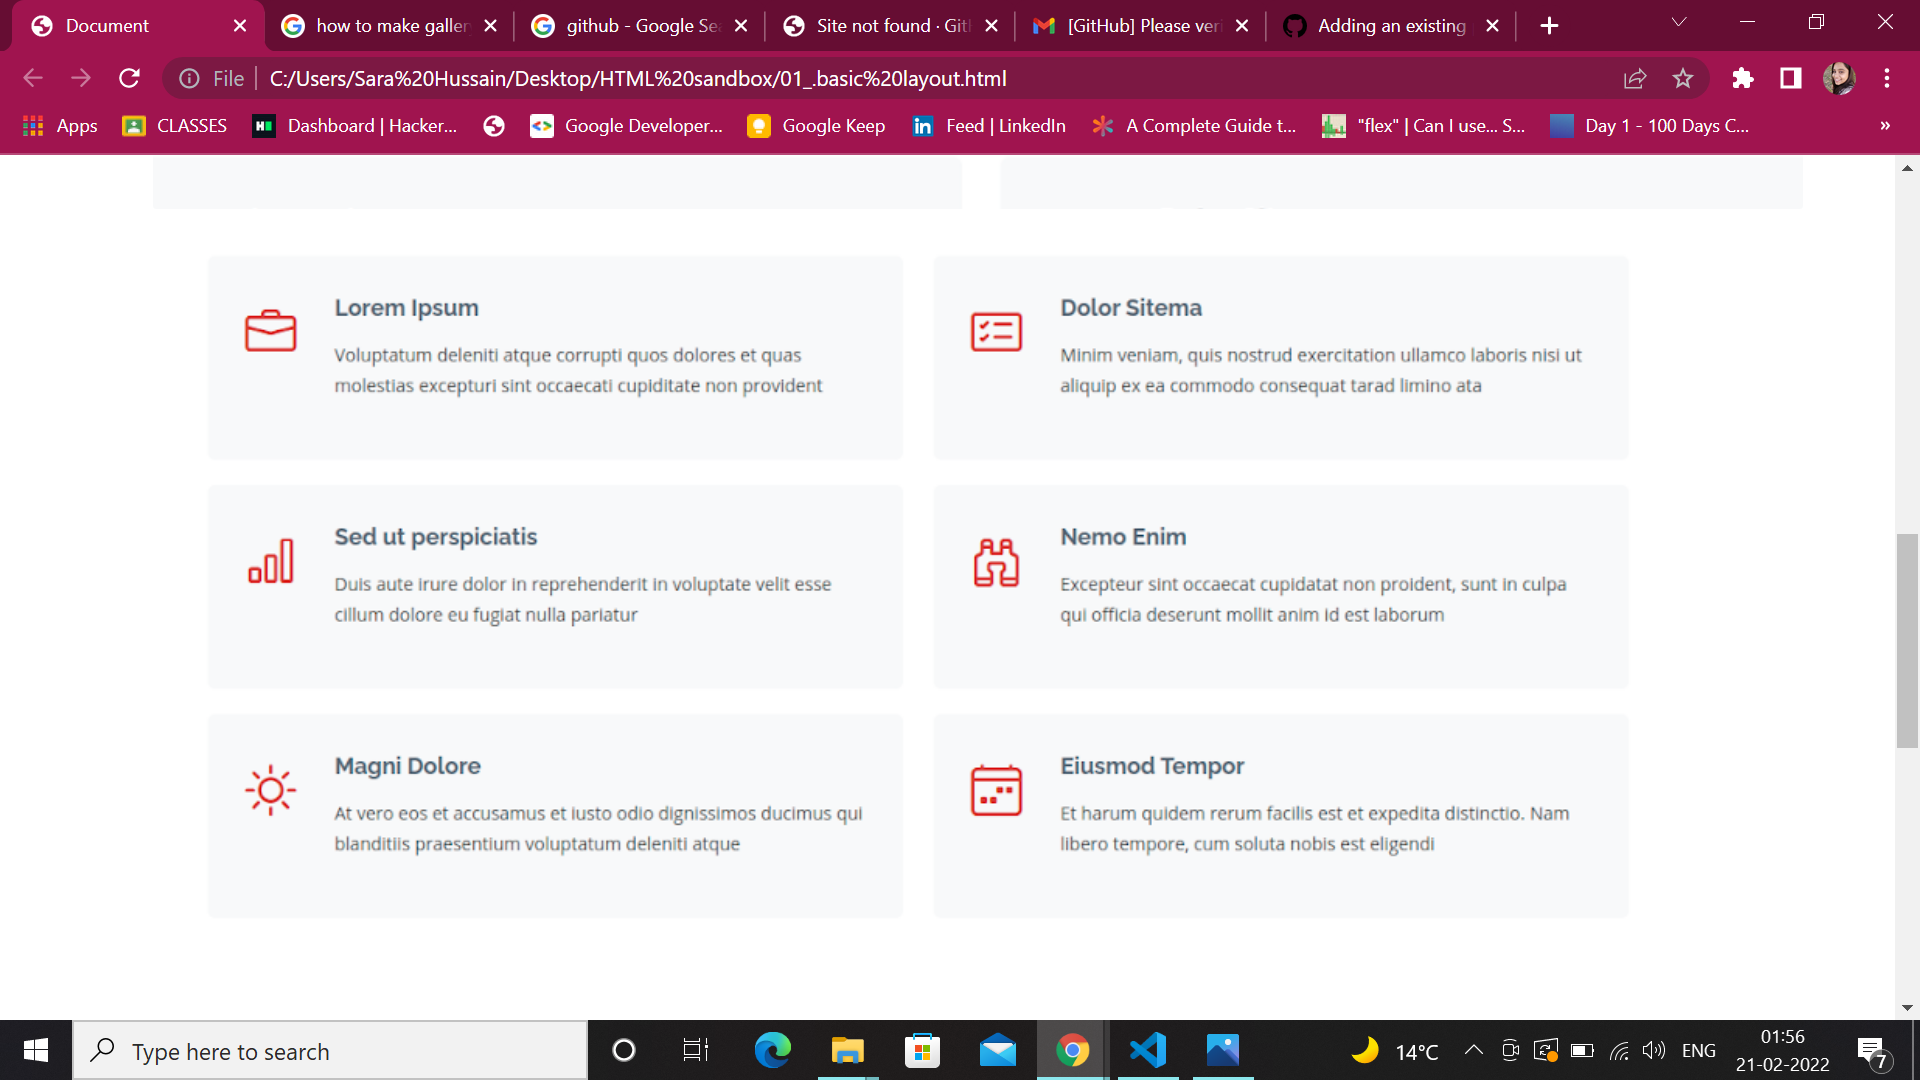 Document
how to make galler
github - Google Se
Site not found · Git
[GitHub] Please veri
Adding an existing
File
C:/Users/Sara%20Hussain/Desktop/HTML%20sandbox/01_.basic%20layout.html
Apps
CLASSES
Dashboard | Hacker...
Google Developer...
Google Keep
Feed | LinkedIn
A Complete Guide t...
"flex" | Can I use... S...
Day 1 - 100 Days C...
»
Lorem Ipsum
Voluptatum deleniti atque corrupti quos dolores et quas
molestias excepturi sint occaecati cupiditate non provident
Dolor Sitema
Minim veniam, quis nostrud exercitation ullamco laboris nisi ut
aliquip ex ea commodo consequat tarad limino ata
Sed ut perspiciatis
Duis aute irure dolor in reprehenderit in voluptate velit esse
cillum dolore eu fugiat nulla pariatur
Nemo Enim
Excepteur sint occaecat cupidatat non proident, sunt in culpa
qui officia deserunt mollit anim id est laborum
Magni Dolore
At vero eos et accusamus et iusto odio dignissimos ducimus qui
blanditiis praesentium voluptatum deleniti atque
Eiusmod Tempor
Et harum quidem rerum facilis est et expedita distinctio. Nam
libero tempore, cum soluta nobis est eligendi
Type here to search
14°C
ENG
01:56
21-02-2022
7